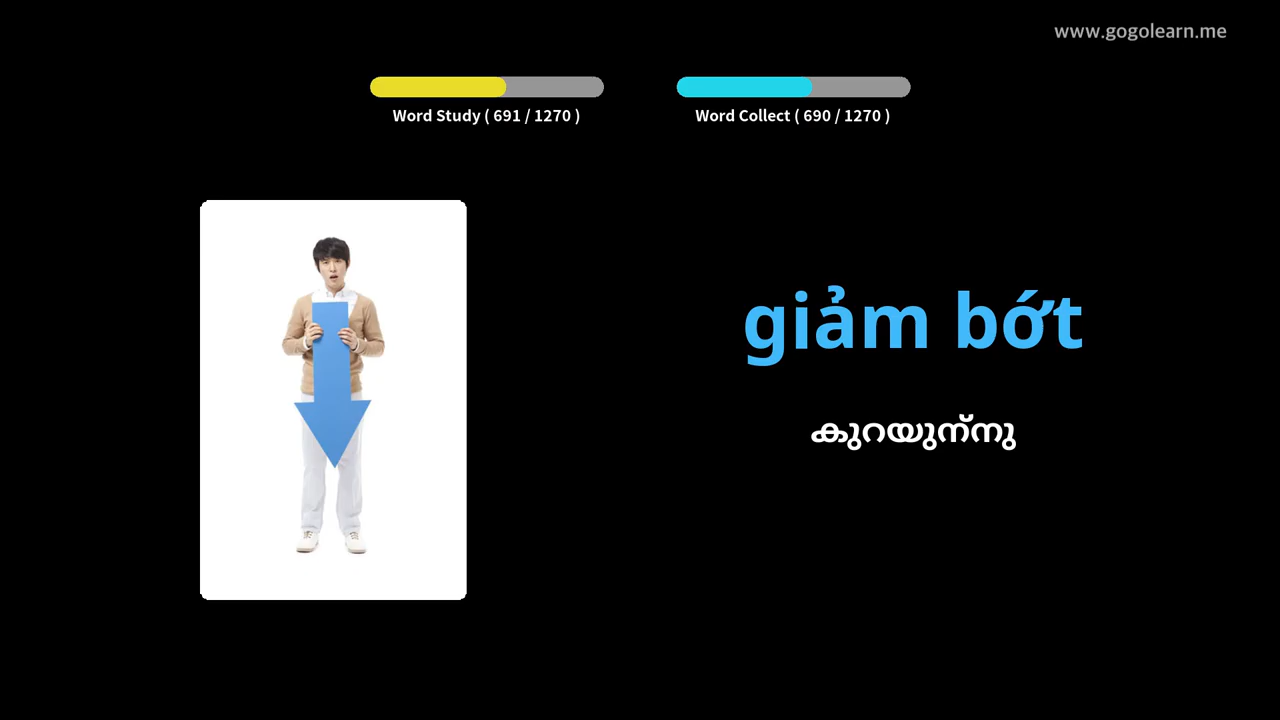 www.gogolearn.me
Word Study ( 691 / 1270 )
Word Collect ( 690 / 1270 )
giảm bớt
കുറയുന്നു